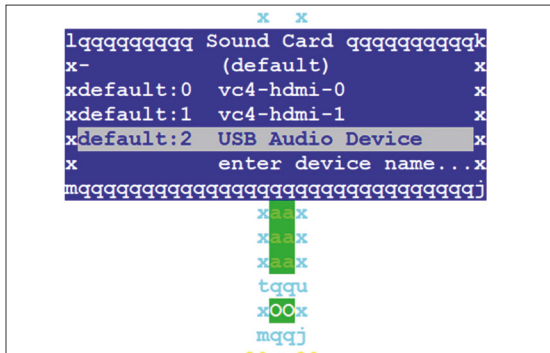 x  x
lqqqqqqqqq Sound Card qqqqqqqqqqk
x-         (default)            x
xdefault:0  vc4-hdmi-0          x
xdefault:1  vc4-hdmi-1          x
xdefault:2  USB Audio Device    x
x           enter device name...x
mqqqqqqqqqqqqqqqqqqqqqqqqqqqqqqj
xaax
xaax
xaax
tqqu
xOOx
mqqj